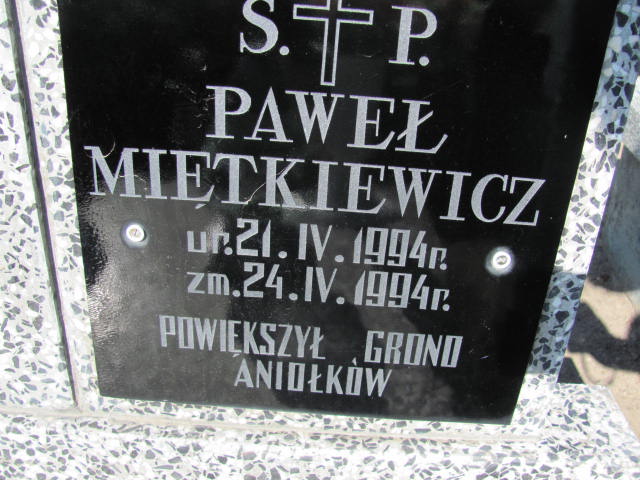 S. P.
PAWEŁ
MIĘTKIEWICZ
ur. 21. IV. 1994r.
zm. 24. IV. 1994r.
POWIĘKSZYŁ GRONO
ANIOŁKÓW